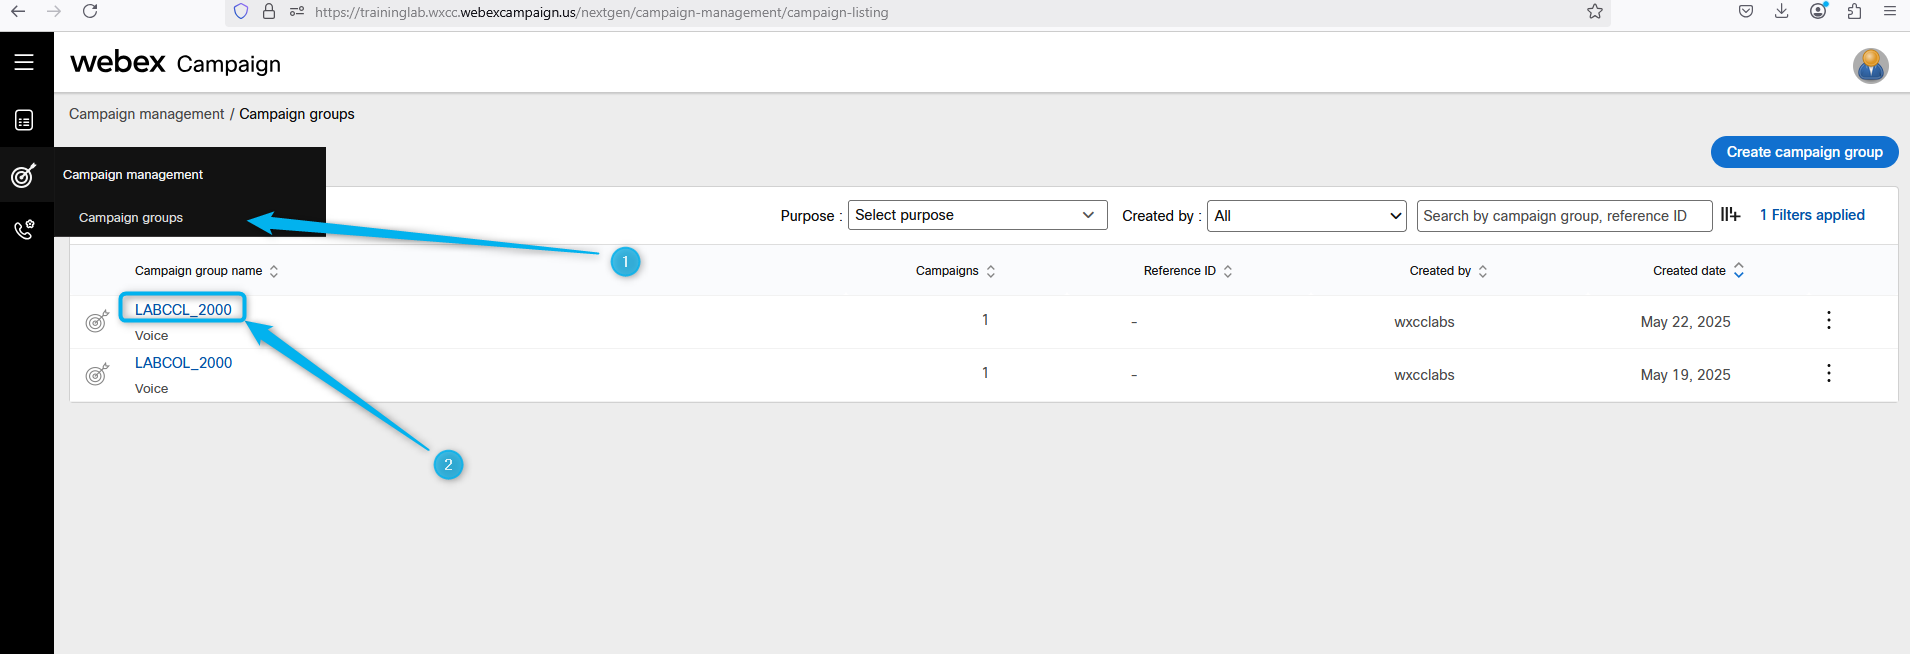 https://traininglab.wxcc.webexcampaign.us/nextgen/campaign-management/campaign-listing
webex Campaign
Campaign management / Campaign groups
Create campaign group
Campaign management
Campaign groups
Purpose : Select purpose Created by : All Search by campaign group, reference ID 1 Filters applied
1
Campaign group name Campaigns Reference ID Created by Created date
LABCCL_2000
Voice
1 - wxcclabs May 22, 2025
LABCOL_2000
Voice
1 - wxcclabs May 19, 2025
2